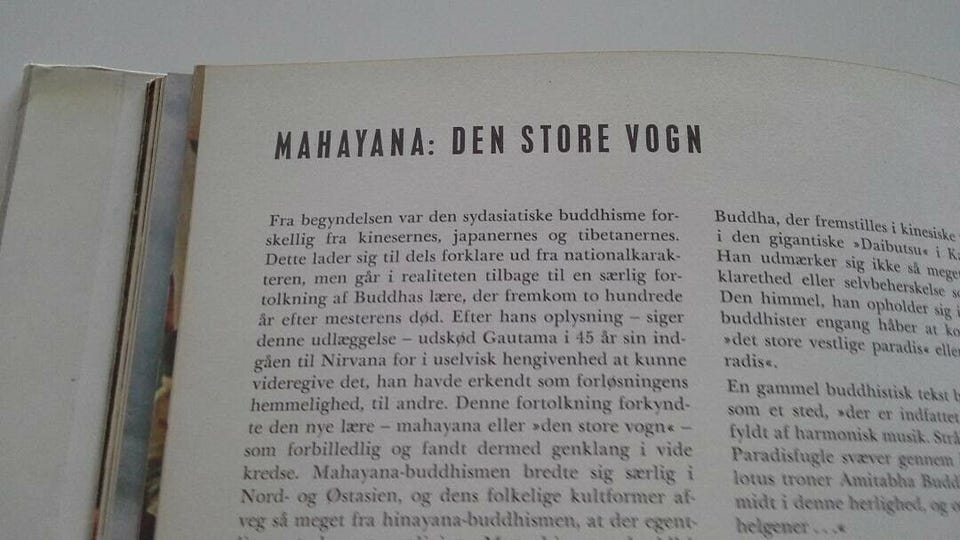 MAHAYANA: DEN STORE VOGN
Fra begyndelsen var den sydasiatiske buddhisme for-
skellig fra kinesernes, japanernes og tibetanernes.
Dette lader sig til dels forklare ud fra nationalkarak-
teren, men går i realiteten tilbage til en særlig for-
tolkning af Buddhas lære, der fremkom to hundrede
år efter mesterens død. Efter hans oplysning – siger
denne udlæggelse – udskød Gautama i 45 år sin ind-
gåen til Nirvana for i uselvisk hengivenhed at kunne
videregive det, han havde erkendt som forløsningens
hemmelighed, til andre. Denne fortolkning forkynd-
te den nye lære – mahayana eller »den store vogn« –
som forbilledlig og fandt dermed genklang i vide
kredse. Mahayana-buddhismen bredte sig særlig i
Nord- og Østasien, og dens folkelige kultformer af-
veg så meget fra hinayana-buddhismen, at der egent-
Buddha, der fremstilles i kinesiske
i den gigantiske »Daibutsu« i
Han udmærker sig ikke så
klarethed eller selvbeherskelse
Den himmel, han opholder sig i
buddhister engang håber at
»det store vestlige paradis«
radis«.
En gammel buddhistisk tekst
som et sted, »der er indfattet
fyldt af harmonisk musik.
Paradisfugle svæver gennem
lotus troner Amitabha
midt i denne herlighed, og
helgener . . .«